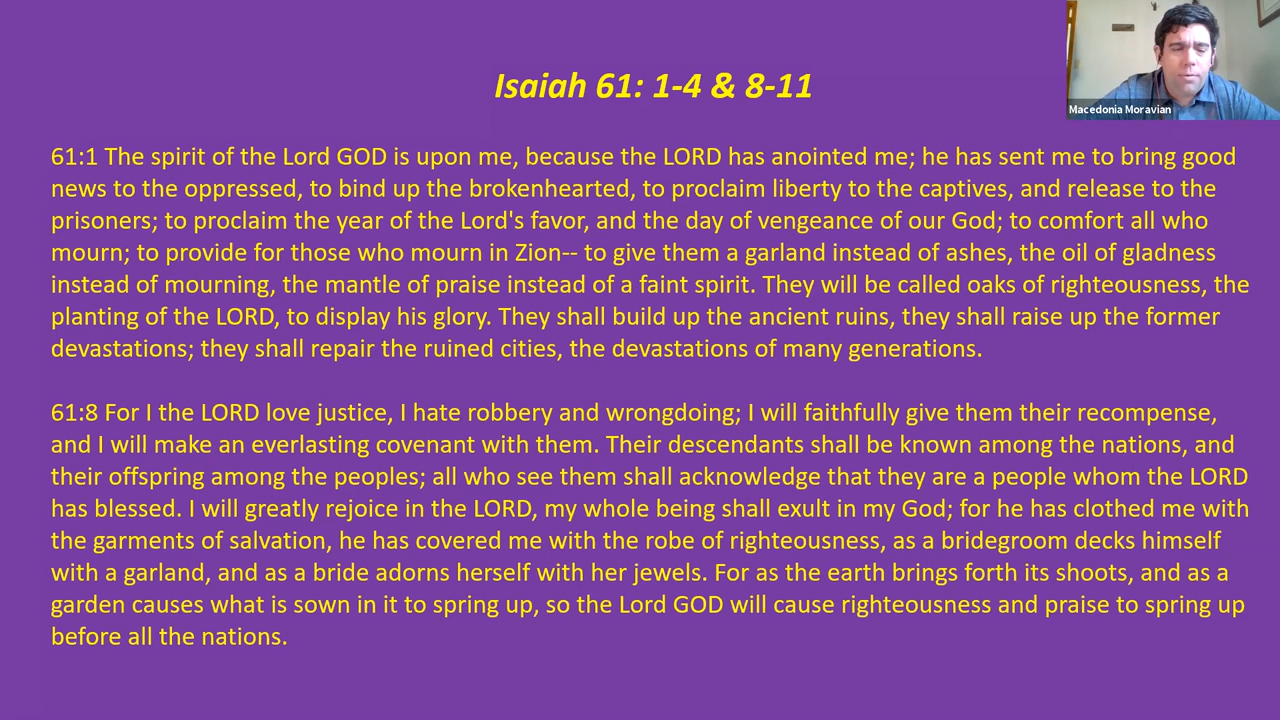 Isaiah 61: 1-4 & 8-11
Macedonia Moravian
61:1 The spirit of the Lord GOD is upon me, because the LORD has anointed me; he has sent me to bring good
news to the oppressed, to bind up the brokenhearted, to proclaim liberty to the captives, and release to the
prisoners; to proclaim the year of the Lord's favor, and the day of vengeance of our God; to comfort all who
mourn; to provide for those who mourn in Zion-- to give them a garland instead of ashes, the oil of gladness
instead of mourning, the mantle of praise instead of a faint spirit. They will be called oaks of righteousness, the
planting of the LORD, to display his glory. They shall build up the ancient ruins, they shall raise up the former
devastations; they shall repair the ruined cities, the devastations of many generations.
61:8 For I the LORD love justice, I hate robbery and wrongdoing; I will faithfully give them their recompense,
and I will make an everlasting covenant with them. Their descendants shall be known among the nations, and
their offspring among the peoples; all who see them shall acknowledge that they are a people whom the LORD
has blessed. I will greatly rejoice in the LORD, my whole being shall exult in my God; for he has clothed me with
the garments of salvation, he has covered me with the robe of righteousness, as a bridegroom decks himself
with a garland, and as a bride adorns herself with her jewels. For as the earth brings forth its shoots, and as a
garden causes what is sown in it to spring up, so the Lord GOD will cause righteousness and praise to spring up
before all the nations.